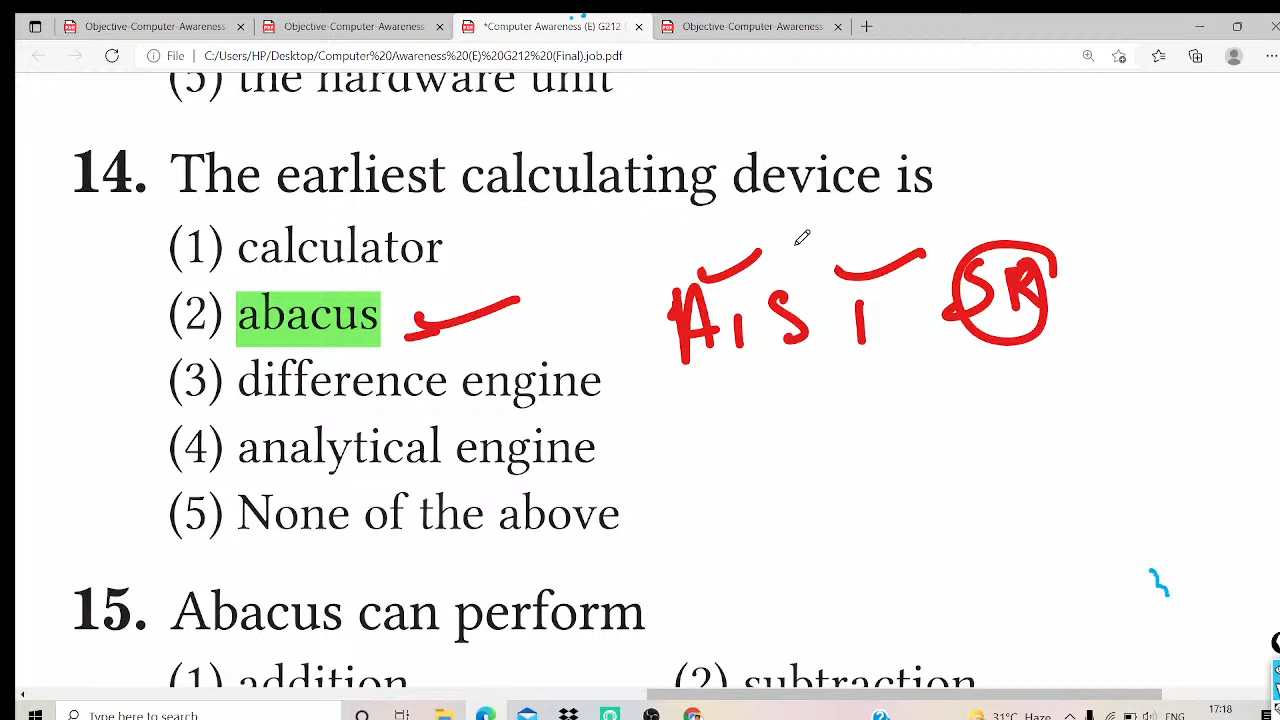 Objective-Computer-Awareness
Objective-Computer-Awareness
*Computer Awareness (E) G212
Objective-Computer-Awareness
File
C:/Users/HP/Desktop/Computer%20Awareness%20(E)%20G212%20(Final).job.pdf
(5) the hardware unit
14. The earliest calculating device is
(1) calculator
(2) abacus
(3) difference engine
(4) analytical engine
(5) None of the above
A, S, SR
15. Abacus can perform
(1) addition
(2) subtraction
Type here to search
31°C Haze
ENG
17:18